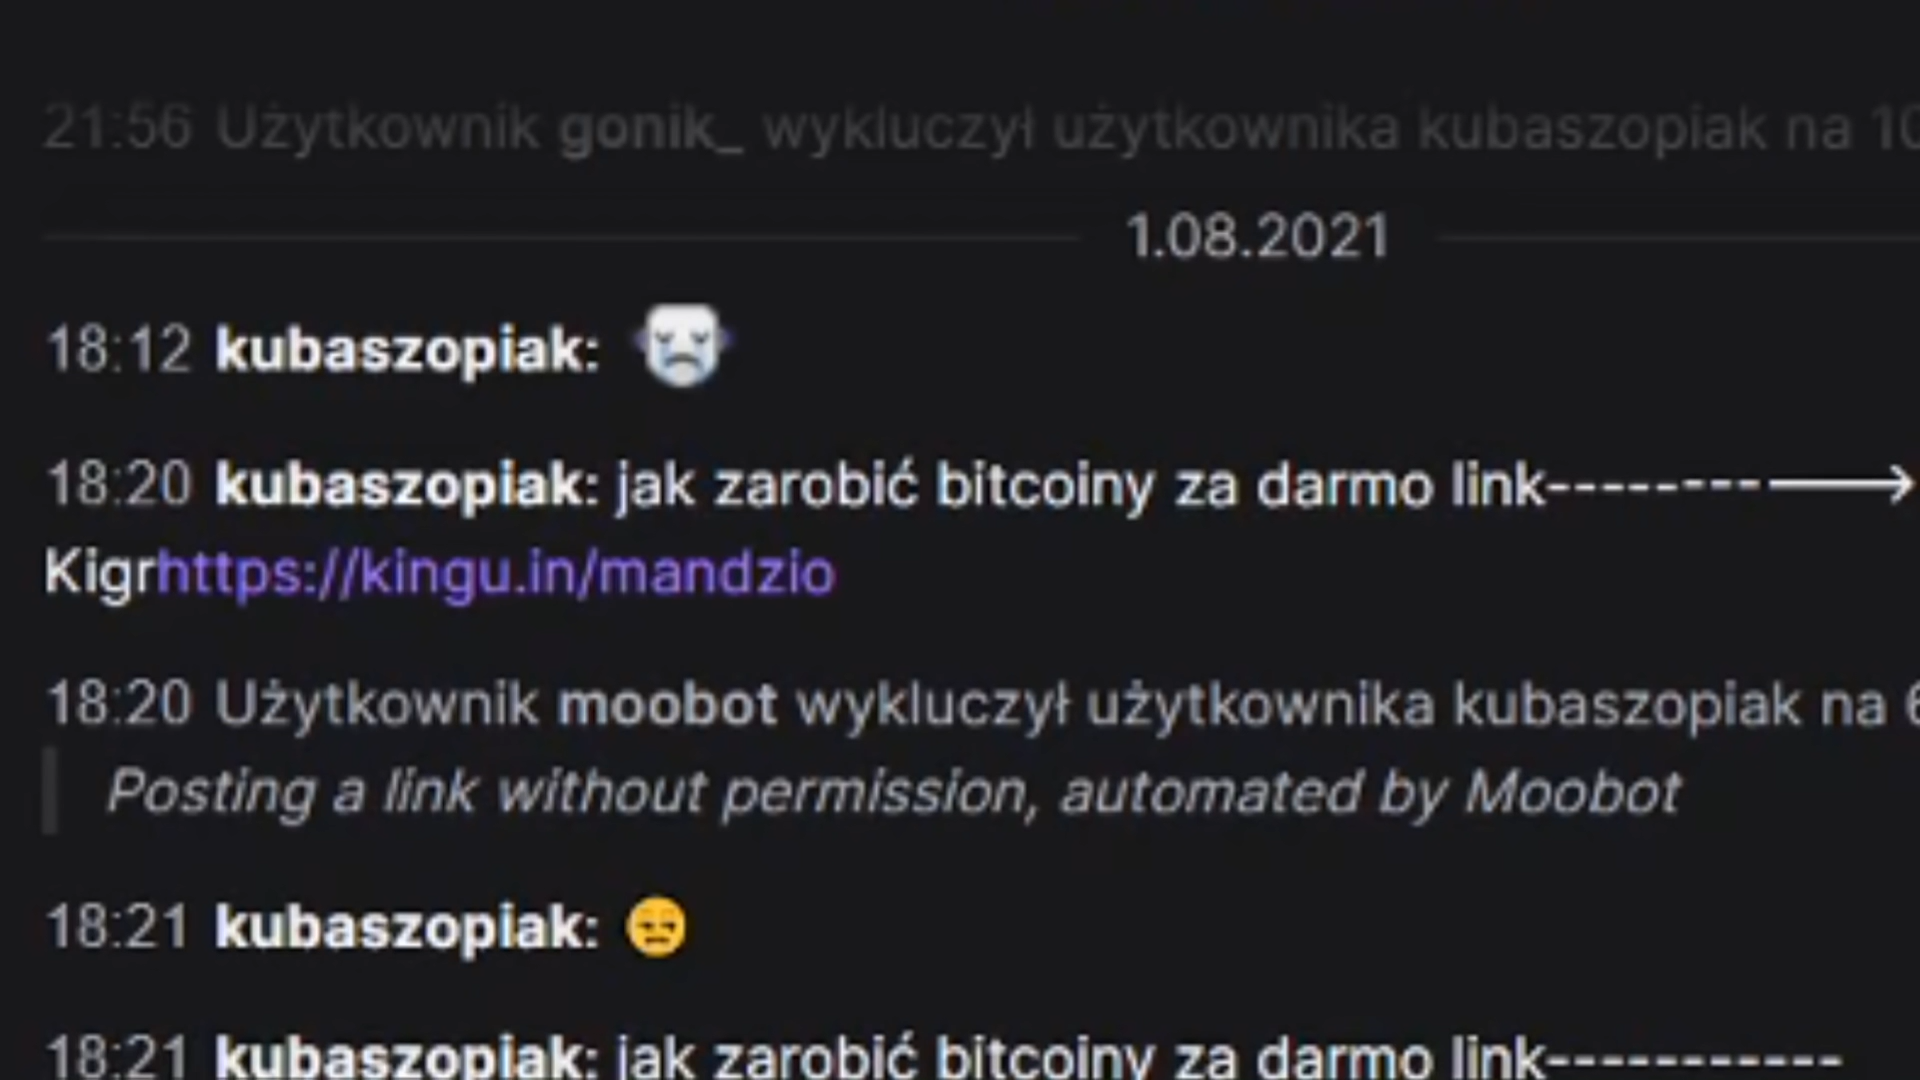 21:56 Użytkownik gonik_ wykluczył użytkownika kubaszopiak na
1.08.2021
18:12 kubaszopiak:
18:20 kubaszopiak: jak zarobić bitcoiny za darmo link--------⟶
Kigrhttps://kingu.in/mandzio
18:20 Użytkownik moobot wykluczył użytkownika kubaszopiak na
Posting a link without permission, automated by Moobot
18:21 kubaszopiak: 😒
18:21 kubaszopiak: jak zarobić bitcoiny za darmo link-----------